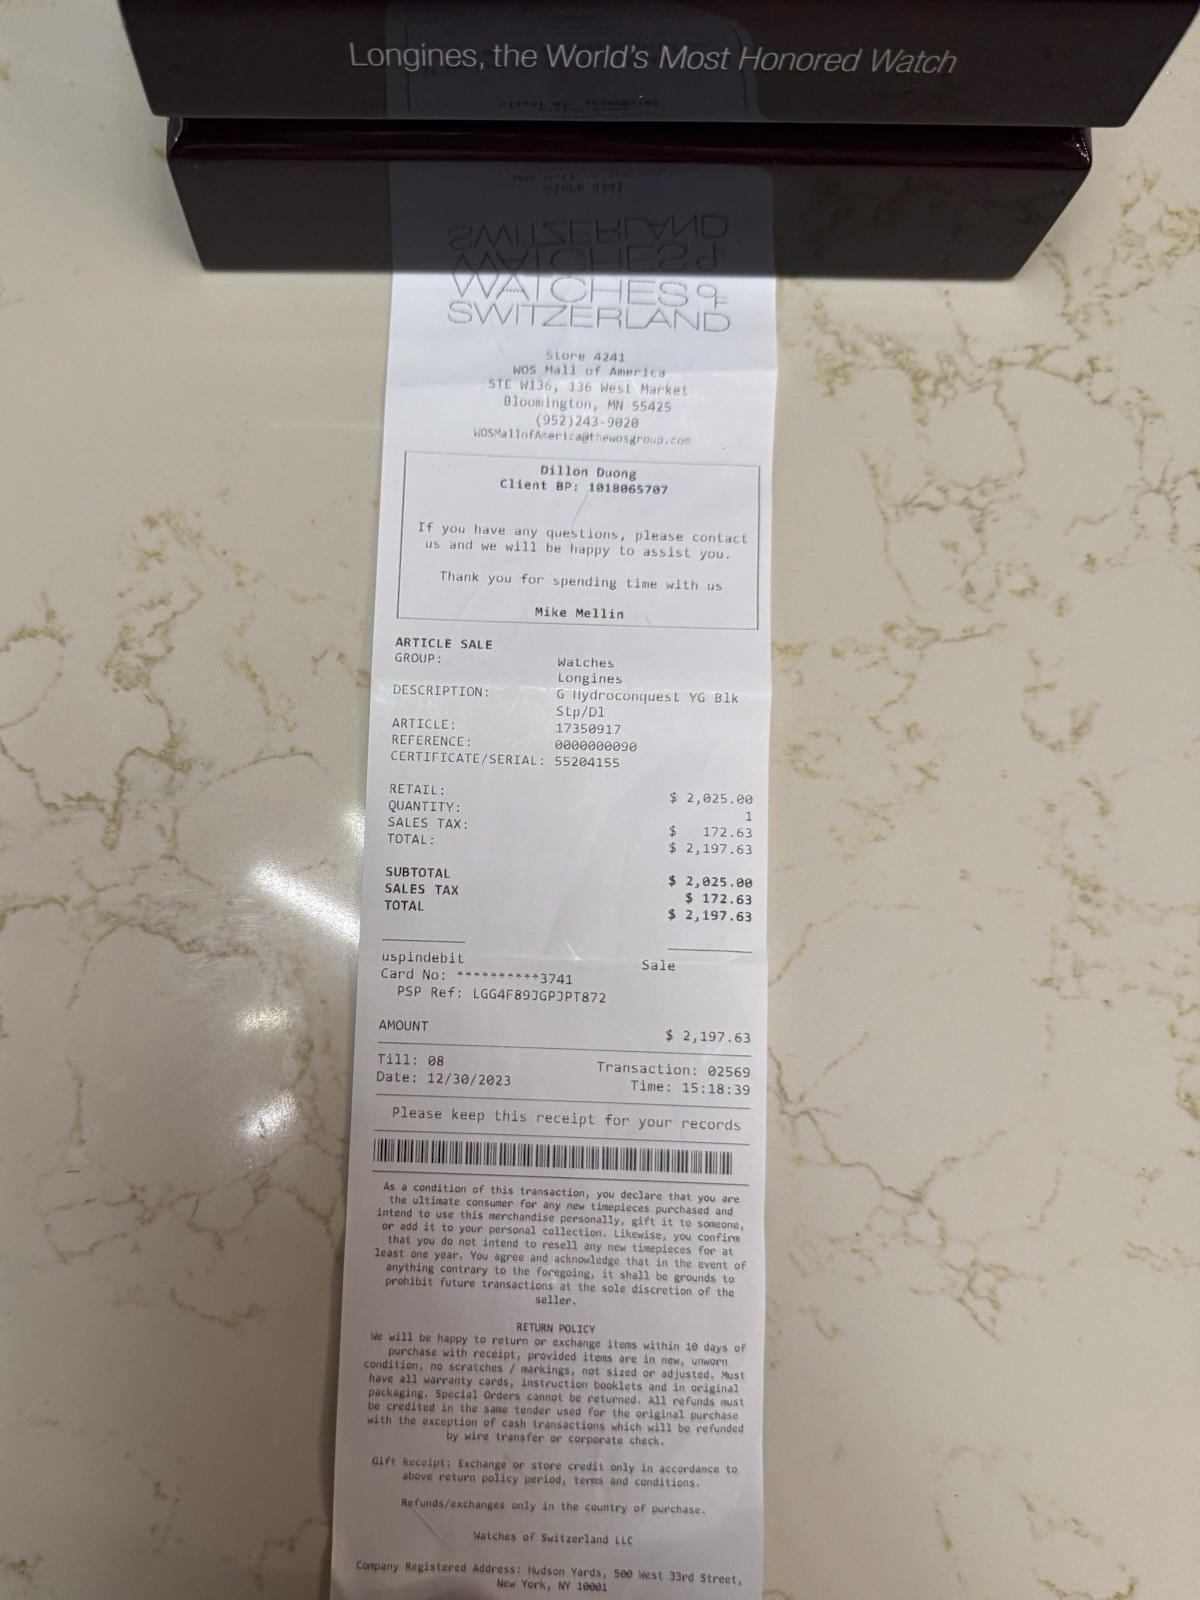 Longines, the World's Most Honored Watch
WATCHES OF
SWITZERLAND
Store 4241
WOS Mall of America
STE W136, 136 West Market
Bloomington, MN 55425
(952)243-9020
WOSMallofAmerica@thewosgroup.com
Dillon Duong
Client BP: 1018065707
If you have any questions, please contact
us and we will be happy to assist you.
Thank you for spending time with us
Mike Mellin
ARTICLE SALE
GROUP: Watches
Longines
DESCRIPTION: G Hydroconquest YG Blk
Stp/Dl
ARTICLE: 17350917
REFERENCE: 0000000090
CERTIFICATE/SERIAL: 55204155
RETAIL: $ 2,025.00
QUANTITY: 1
SALES TAX: $ 172.63
TOTAL: $ 2,197.63
SUBTOTAL $ 2,025.00
SALES TAX $ 172.63
TOTAL $ 2,197.63
uspindebit Sale
Card No: **********3741
PSP Ref: LGG4F89JGPJPT872
AMOUNT $ 2,197.63
Till: 08 Transaction: 02569
Date: 12/30/2023 Time: 15:18:39
Please keep this receipt for your records
As a condition of this transaction, you declare that you are
the ultimate consumer for any new timepieces purchased and
intend to use this merchandise personally, gift it to someone,
or add it to your personal collection. Likewise, you confirm
that you do not intend to resell any new timepieces for at
least one year. You agree and acknowledge that in the event of
anything contrary to the foregoing, it shall be grounds to
prohibit future transactions at the sole discretion of the
seller.
RETURN POLICY
We will be happy to return or exchange items within 10 days of
purchase with receipt, provided items are in new, unworn
condition, no scratches / markings, not sized or adjusted. Must
have all warranty cards, instruction booklets and in original
packaging. Special Orders cannot be returned. All refunds must
be credited in the same tender used for the original purchase
with the exception of cash transactions which will be refunded
by wire transfer or corporate check.
Gift Receipt: Exchange or store credit only in accordance to
above return policy period, terms and conditions.
Refunds/exchanges only in the country of purchase.
Watches of Switzerland LLC
Company Registered Address: Hudson Yards, 500 West 33rd Street,
New York, NY 10001